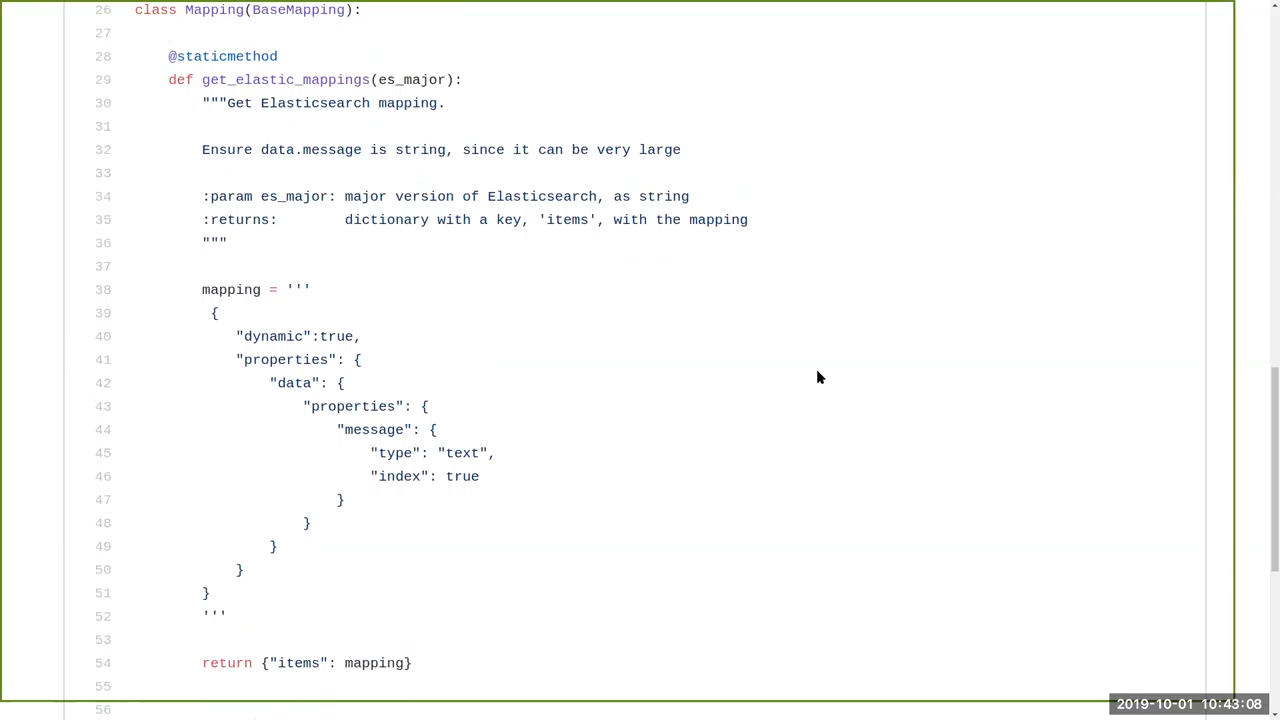 26 class Mapping(BaseMapping):
27
28 @staticmethod
29 def get_elastic_mappings(es_major):
30 """Get Elasticsearch mapping.
31
32 Ensure data.message is string, since it can be very large
33
34 :param es_major: major version of Elasticsearch, as string
35 :returns: dictionary with a key, 'items', with the mapping
36 """
37
38 mapping = '''
39 {
40 "dynamic":true,
41 "properties": {
42 "data": {
43 "properties": {
44 "message": {
45 "type": "text",
46 "index": true
47 }
48 }
49 }
50 }
51 }
52 '''
53
54 return {"items": mapping}
55
56
2019-10-01 10:43:08